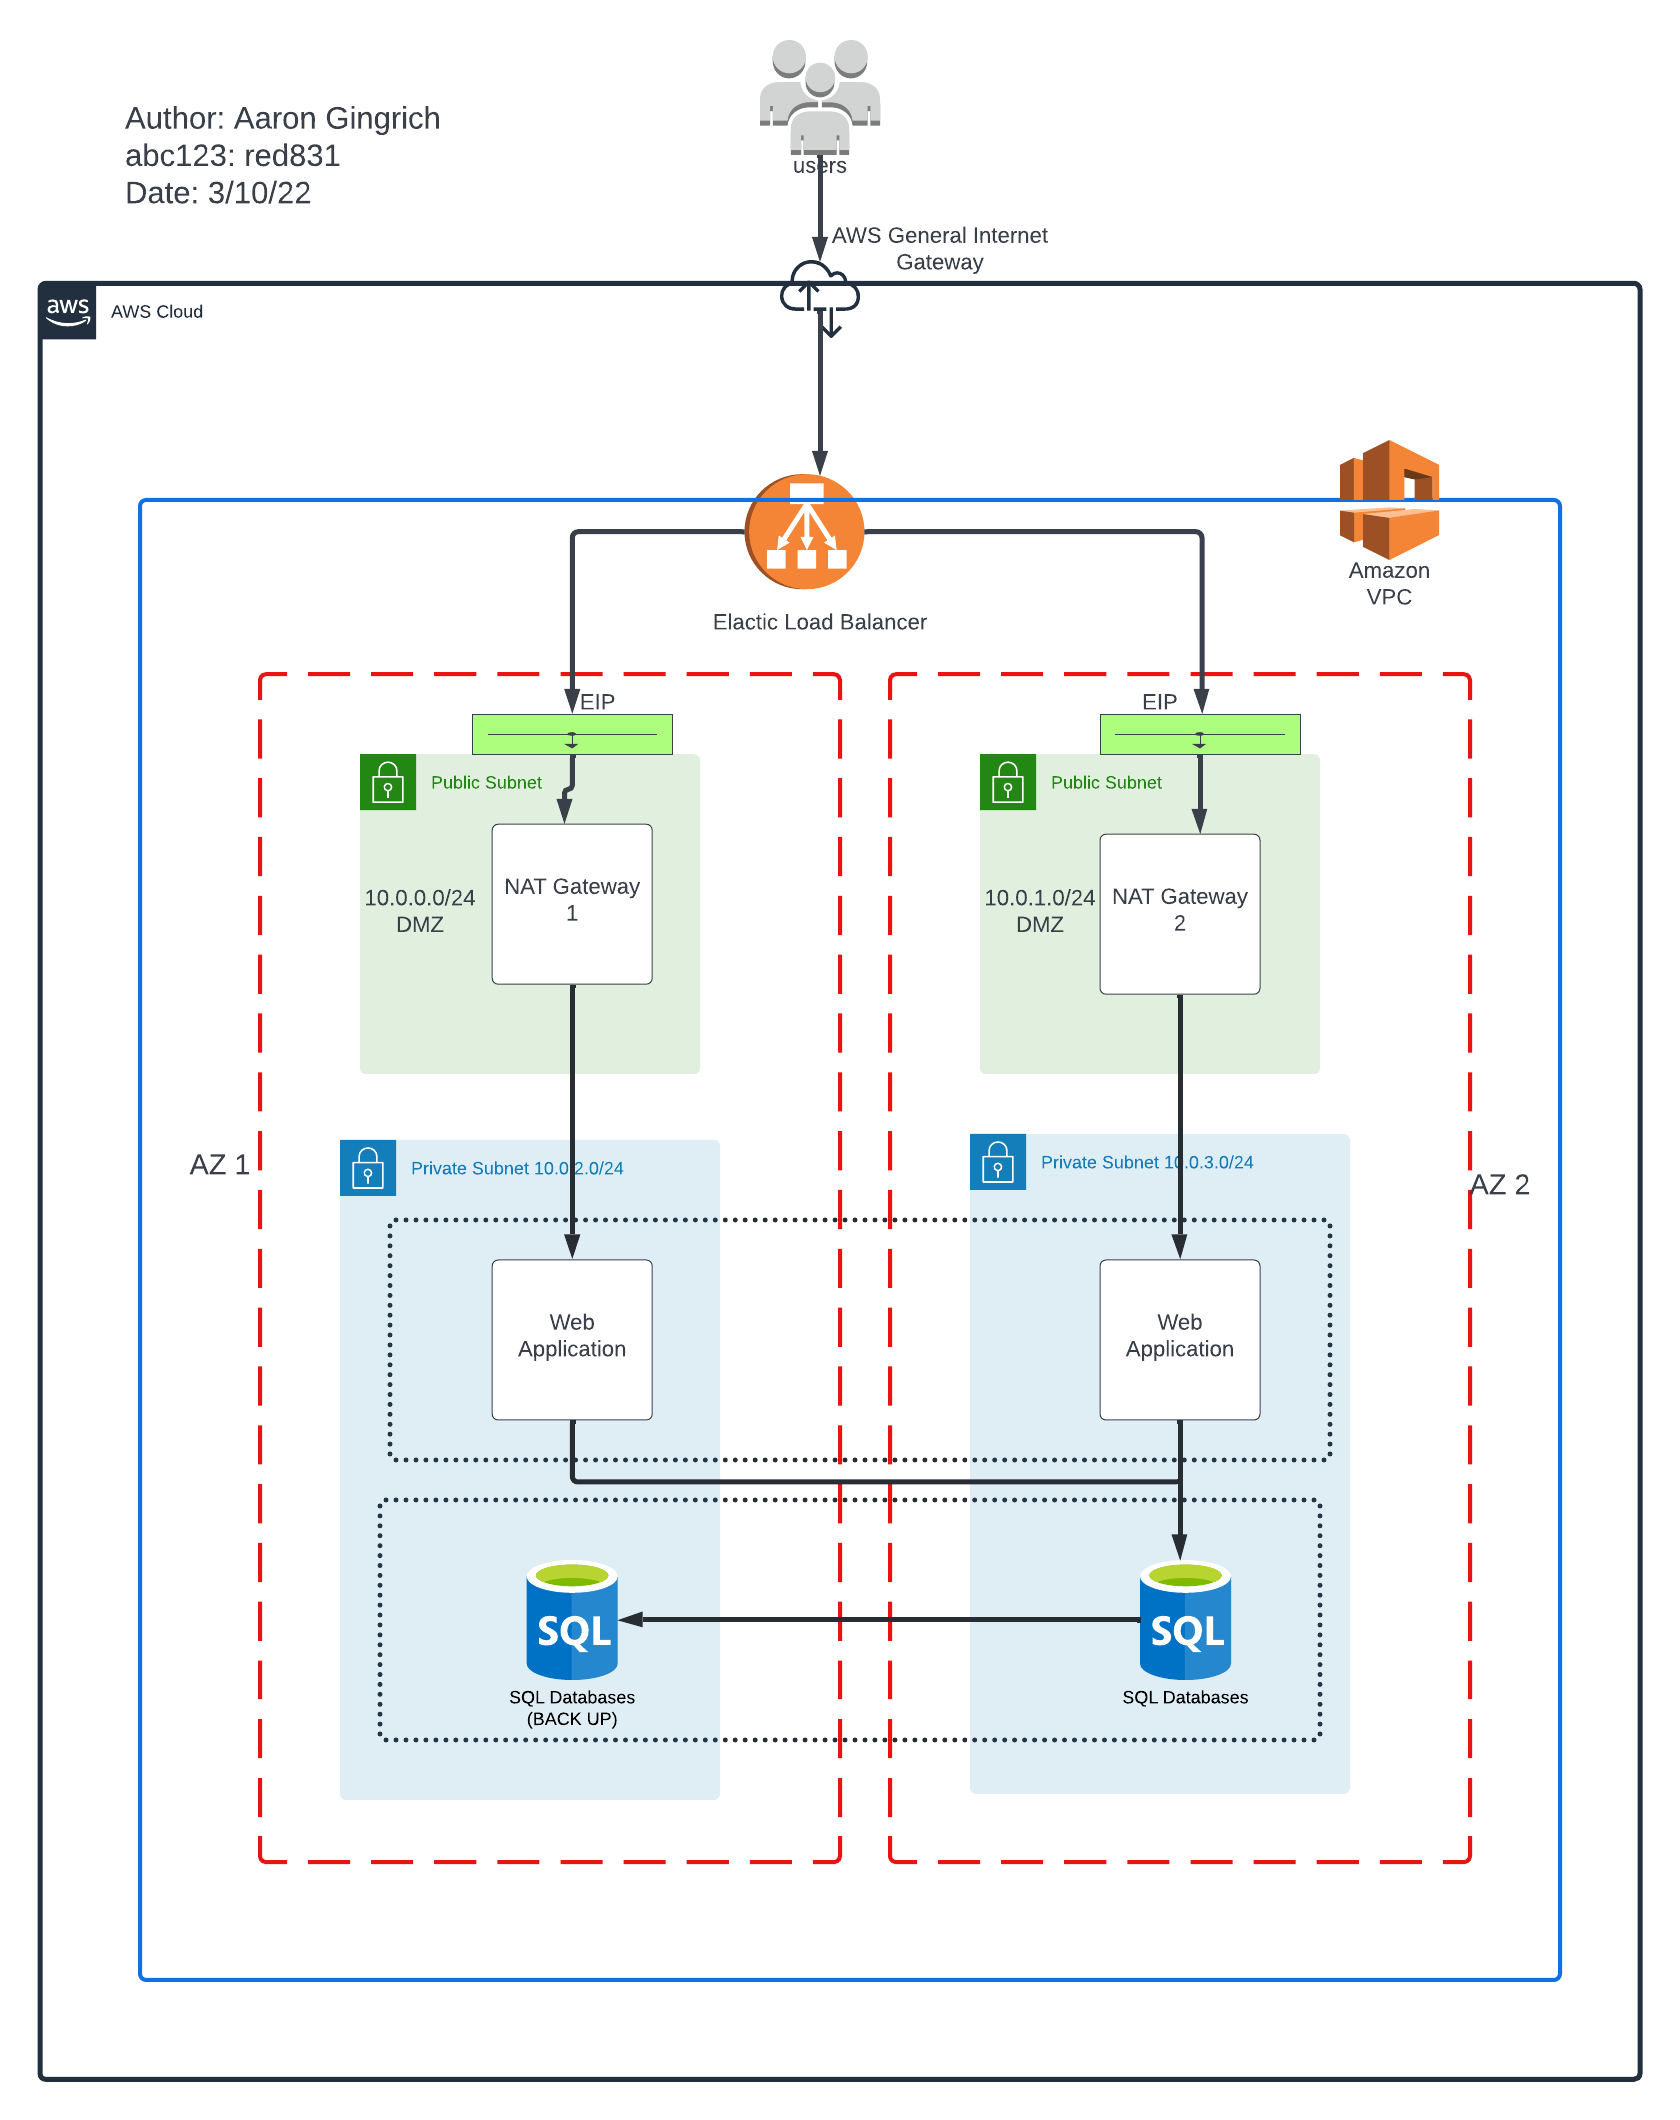 Author: Aaron Gingrich
abc123: red831
Date: 3/10/22
users
AWS General Internet
Gateway
aws
AWS Cloud
Amazon
VPC
Elactic Load Balancer
EIP
EIP
Public Subnet
Public Subnet
NAT Gateway
1
10.0.0.0/24
DMZ
NAT Gateway
2
10.0.1.0/24
DMZ
AZ 1
Private Subnet 10.0.2.0/24
Private Subnet 10.0.3.0/24
AZ 2
Web
Application
Web
Application
SQL
SQL
SQL Databases
(BACK UP)
SQL Databases